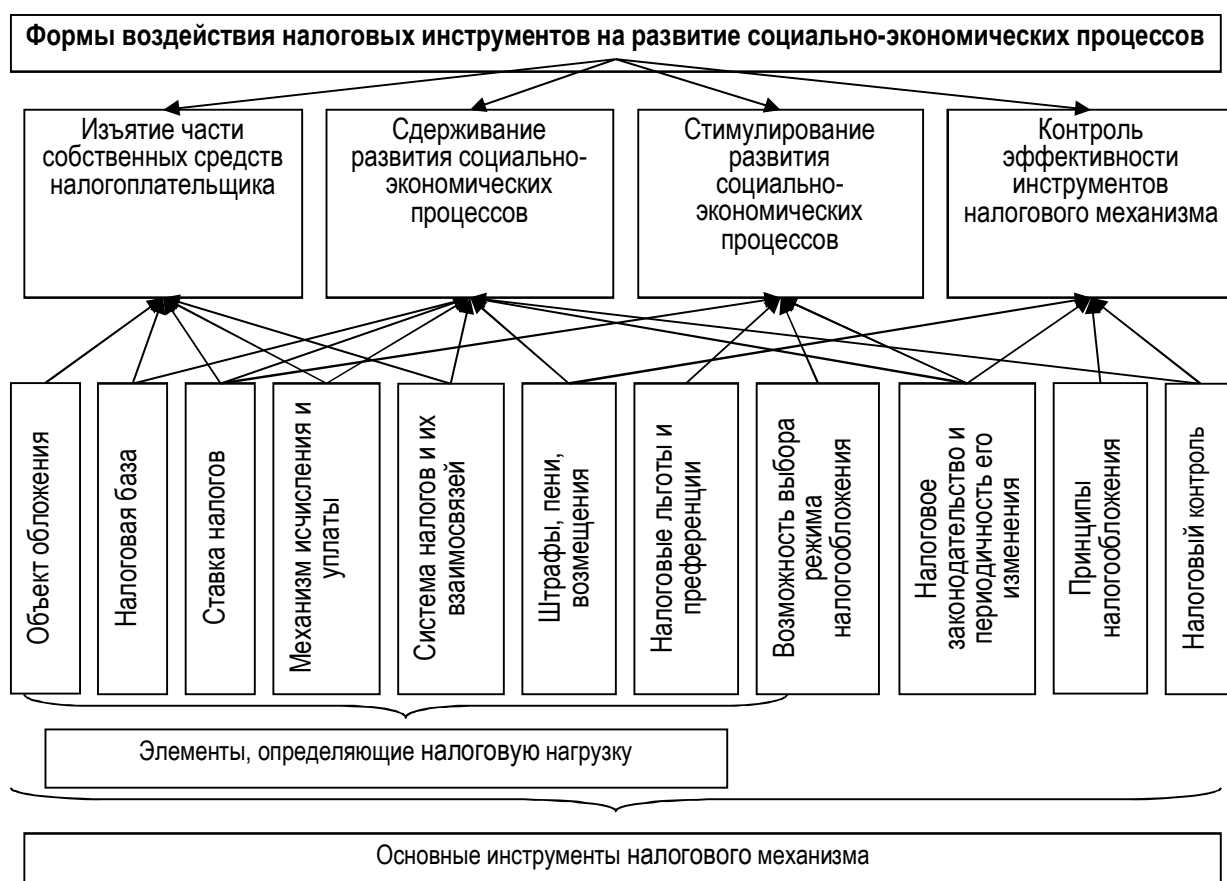 Формы воздействия налоговых инструментов на развитие социально-экономических процессов
Изъятие части
собственных средств
налогоплательщика
Сдерживание
развития социально-
экономических
процессов
Стимулирование
развития
социально-
экономических
процессов
Контроль
эффективности
инструментов
налогового механизма
Объект обложения
Налоговая база
Ставка налогов
Механизм исчисления и
уплаты
Система налогов и их
взаимосвязей
Штрафы, пени,
возмещения
Налоговые льготы и
преференции
Возможность выбора
режима
налогообложения
Налоговое
законодательство и
периодичность его
изменения
Принципы
налогообложения
Налоговый контроль
Элементы, определяющие налоговую нагрузку
Основные инструменты налогового механизма